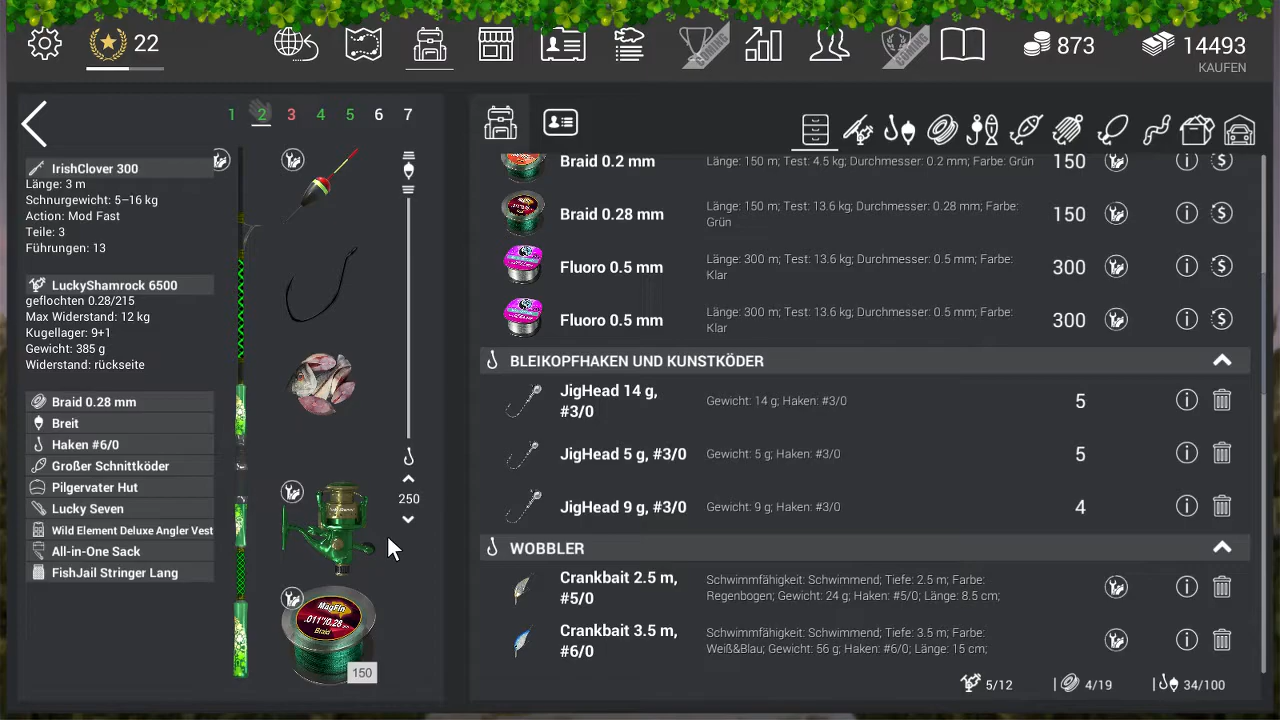 22
COMING
COMING
873
14493
KAUFEN
1 2 3 4 5 6 7
IrishClover 300
Länge: 3 m
Schnurgewicht: 5–16 kg
Action: Mod Fast
Teile: 3
Führungen: 13
LuckyShamrock 6500
geflochten 0.28/215
Max Widerstand: 12 kg
Kugellager: 9+1
Gewicht: 385 g
Widerstand: rückseite
Braid 0.28 mm
Breit
Haken #6/0
Großer Schnittköder
Pilgervater Hut
Lucky Seven
Wild Element Deluxe Angler Vest
All-in-One Sack
FishJail Stringer Lang
250
MagFin
.011"/0.28
Braid
150
Braid 0.2 mm
Länge: 150 m; Test: 4.5 kg; Durchmesser: 0.2 mm; Farbe: Grün
150
Braid 0.28 mm
Länge: 150 m; Test: 13.6 kg; Durchmesser: 0.28 mm; Farbe:
Grün
150
Fluoro 0.5 mm
Länge: 300 m; Test: 13.6 kg; Durchmesser: 0.5 mm; Farbe:
Klar
300
Fluoro 0.5 mm
Länge: 300 m; Test: 13.6 kg; Durchmesser: 0.5 mm; Farbe:
Klar
300
BLEIKOPFHAKEN UND KUNSTKÖDER
JigHead 14 g,
#3/0
Gewicht: 14 g; Haken: #3/0
5
JigHead 5 g, #3/0
Gewicht: 5 g; Haken: #3/0
5
JigHead 9 g, #3/0
Gewicht: 9 g; Haken: #3/0
4
WOBBLER
Crankbait 2.5 m,
#5/0
Schwimmfähigkeit: Schwimmend; Tiefe: 2.5 m; Farbe:
Regenbogen; Gewicht: 24 g; Haken: #5/0; Länge: 8.5 cm;
Crankbait 3.5 m,
#6/0
Schwimmfähigkeit: Schwimmend; Tiefe: 3.5 m; Farbe:
Weiß&Blau; Gewicht: 56 g; Haken: #6/0; Länge: 15 cm;
5/12
4/19
34/100